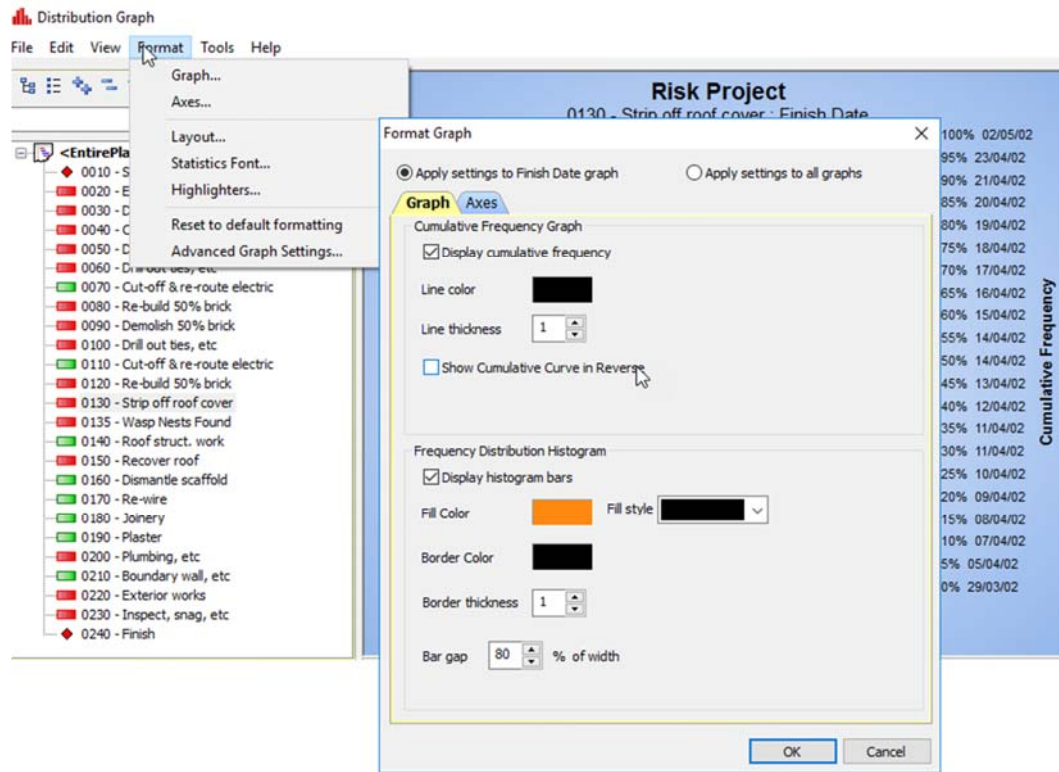 Distribution Graph
File Edit View Format Tools Help
Graph...
Axes...
Layout...
Statistics Font...
Highlighters...
Reset to default formatting
Advanced Graph Settings...
<EntirePla
0010 - S
0020 - E
0030 - D
0040 - C
0050 - D
0060 - Drill out ties, etc
0070 - Cut-off & re-route electric
0080 - Re-build 50% brick
0090 - Demolish 50% brick
0100 - Drill out ties, etc
0110 - Cut-off & re-route electric
0120 - Re-build 50% brick
0130 - Strip off roof cover
0135 - Wasp Nests Found
0140 - Roof struct. work
0150 - Recover roof
0160 - Dismantle scaffold
0170 - Re-wire
0180 - Joinery
0190 - Plaster
0200 - Plumbing, etc
0210 - Boundary wall, etc
0220 - Exterior works
0230 - Inspect, snag, etc
0240 - Finish
Risk Project
0130 - Strip off roof cover : Finish Date
Format Graph
Apply settings to Finish Date graph Apply settings to all graphs
Graph Axes
Cumulative Frequency Graph
Display cumulative frequency
Line color
Line thickness 1
Show Cumulative Curve in Reverse
Frequency Distribution Histogram
Display histogram bars
Fill Color Fill style
Border Color
Border thickness 1
Bar gap 80 % of width
OK Cancel
100% 02/05/02
95% 23/04/02
90% 21/04/02
85% 20/04/02
80% 19/04/02
75% 18/04/02
70% 17/04/02
65% 16/04/02
60% 15/04/02
55% 14/04/02
50% 14/04/02
45% 13/04/02
40% 12/04/02
35% 11/04/02
30% 11/04/02
25% 10/04/02
20% 09/04/02
15% 08/04/02
10% 07/04/02
5% 05/04/02
0% 29/03/02
Cumulative Frequency